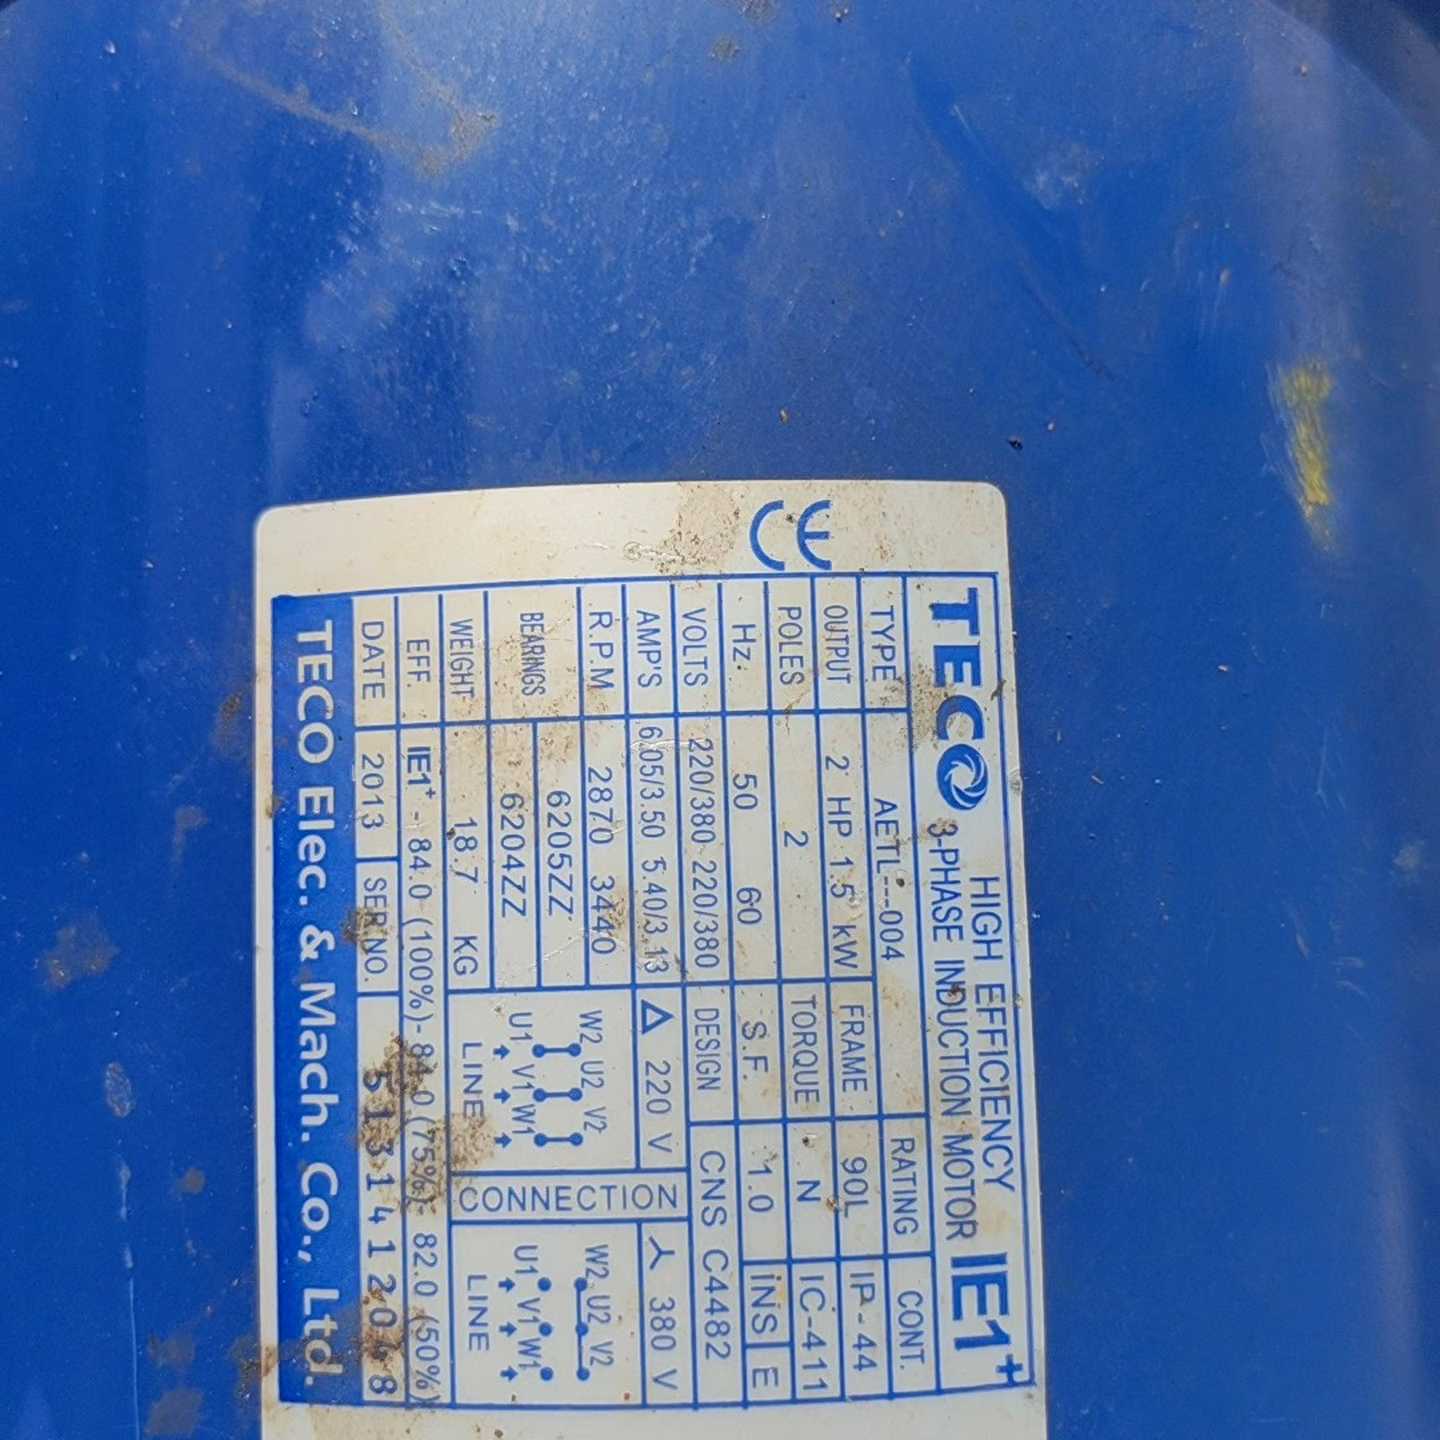 CE
TECO HIGH EFFICIENCY
3-PHASE INDUCTION MOTOR IE1+
TYPE AETL---004 RATING CONT.
OUTPUT 2 HP 1.5 kW FRAME 90L IP-44
POLES 2 TORQUE N IC-411
Hz. 50 60 S.F. 1.0 INS E
VOLTS 220/380 220/380 DESIGN CNS C4482
AMP'S 6.05/3.50 5.40/3.13 △ 220 V CONNECTION Y 380 V
R.P.M 2870 3440 W2 U2 V2 W2 U2 V2
BEARINGS 6205ZZ U1 V1 W1 U1 V1 W1
6204ZZ LINE LINE
WEIGHT 18.7 KG
EFF. IE1+ - 84.0 (100%)- 84.0 (75%)- 82.0 (50%)
DATE 2013 SER.NO. 5131412048
TECO Elec. & Mach. Co., Ltd.